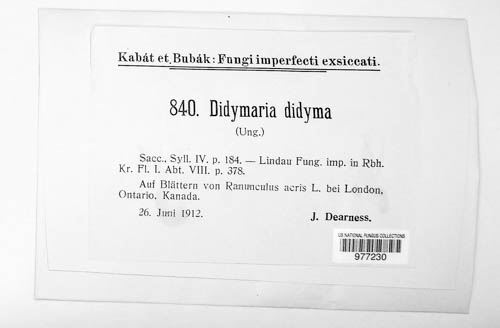 Kabát et Bubák: Fungi imperfecti exsiccati.
840. Didymaria didyma
(Ung.)
Sacc., Syll. IV. p. 184. — Lindau Fung. imp. in Rbh.
Kr. Fl. I. Abt. VIII. p. 378.
Auf Blättern von Ranunculus acris L. bei London,
Ontario, Kanada.
26. Juni 1912. J. Dearness.
US NATIONAL FUNGUS COLLECTIONS
977230